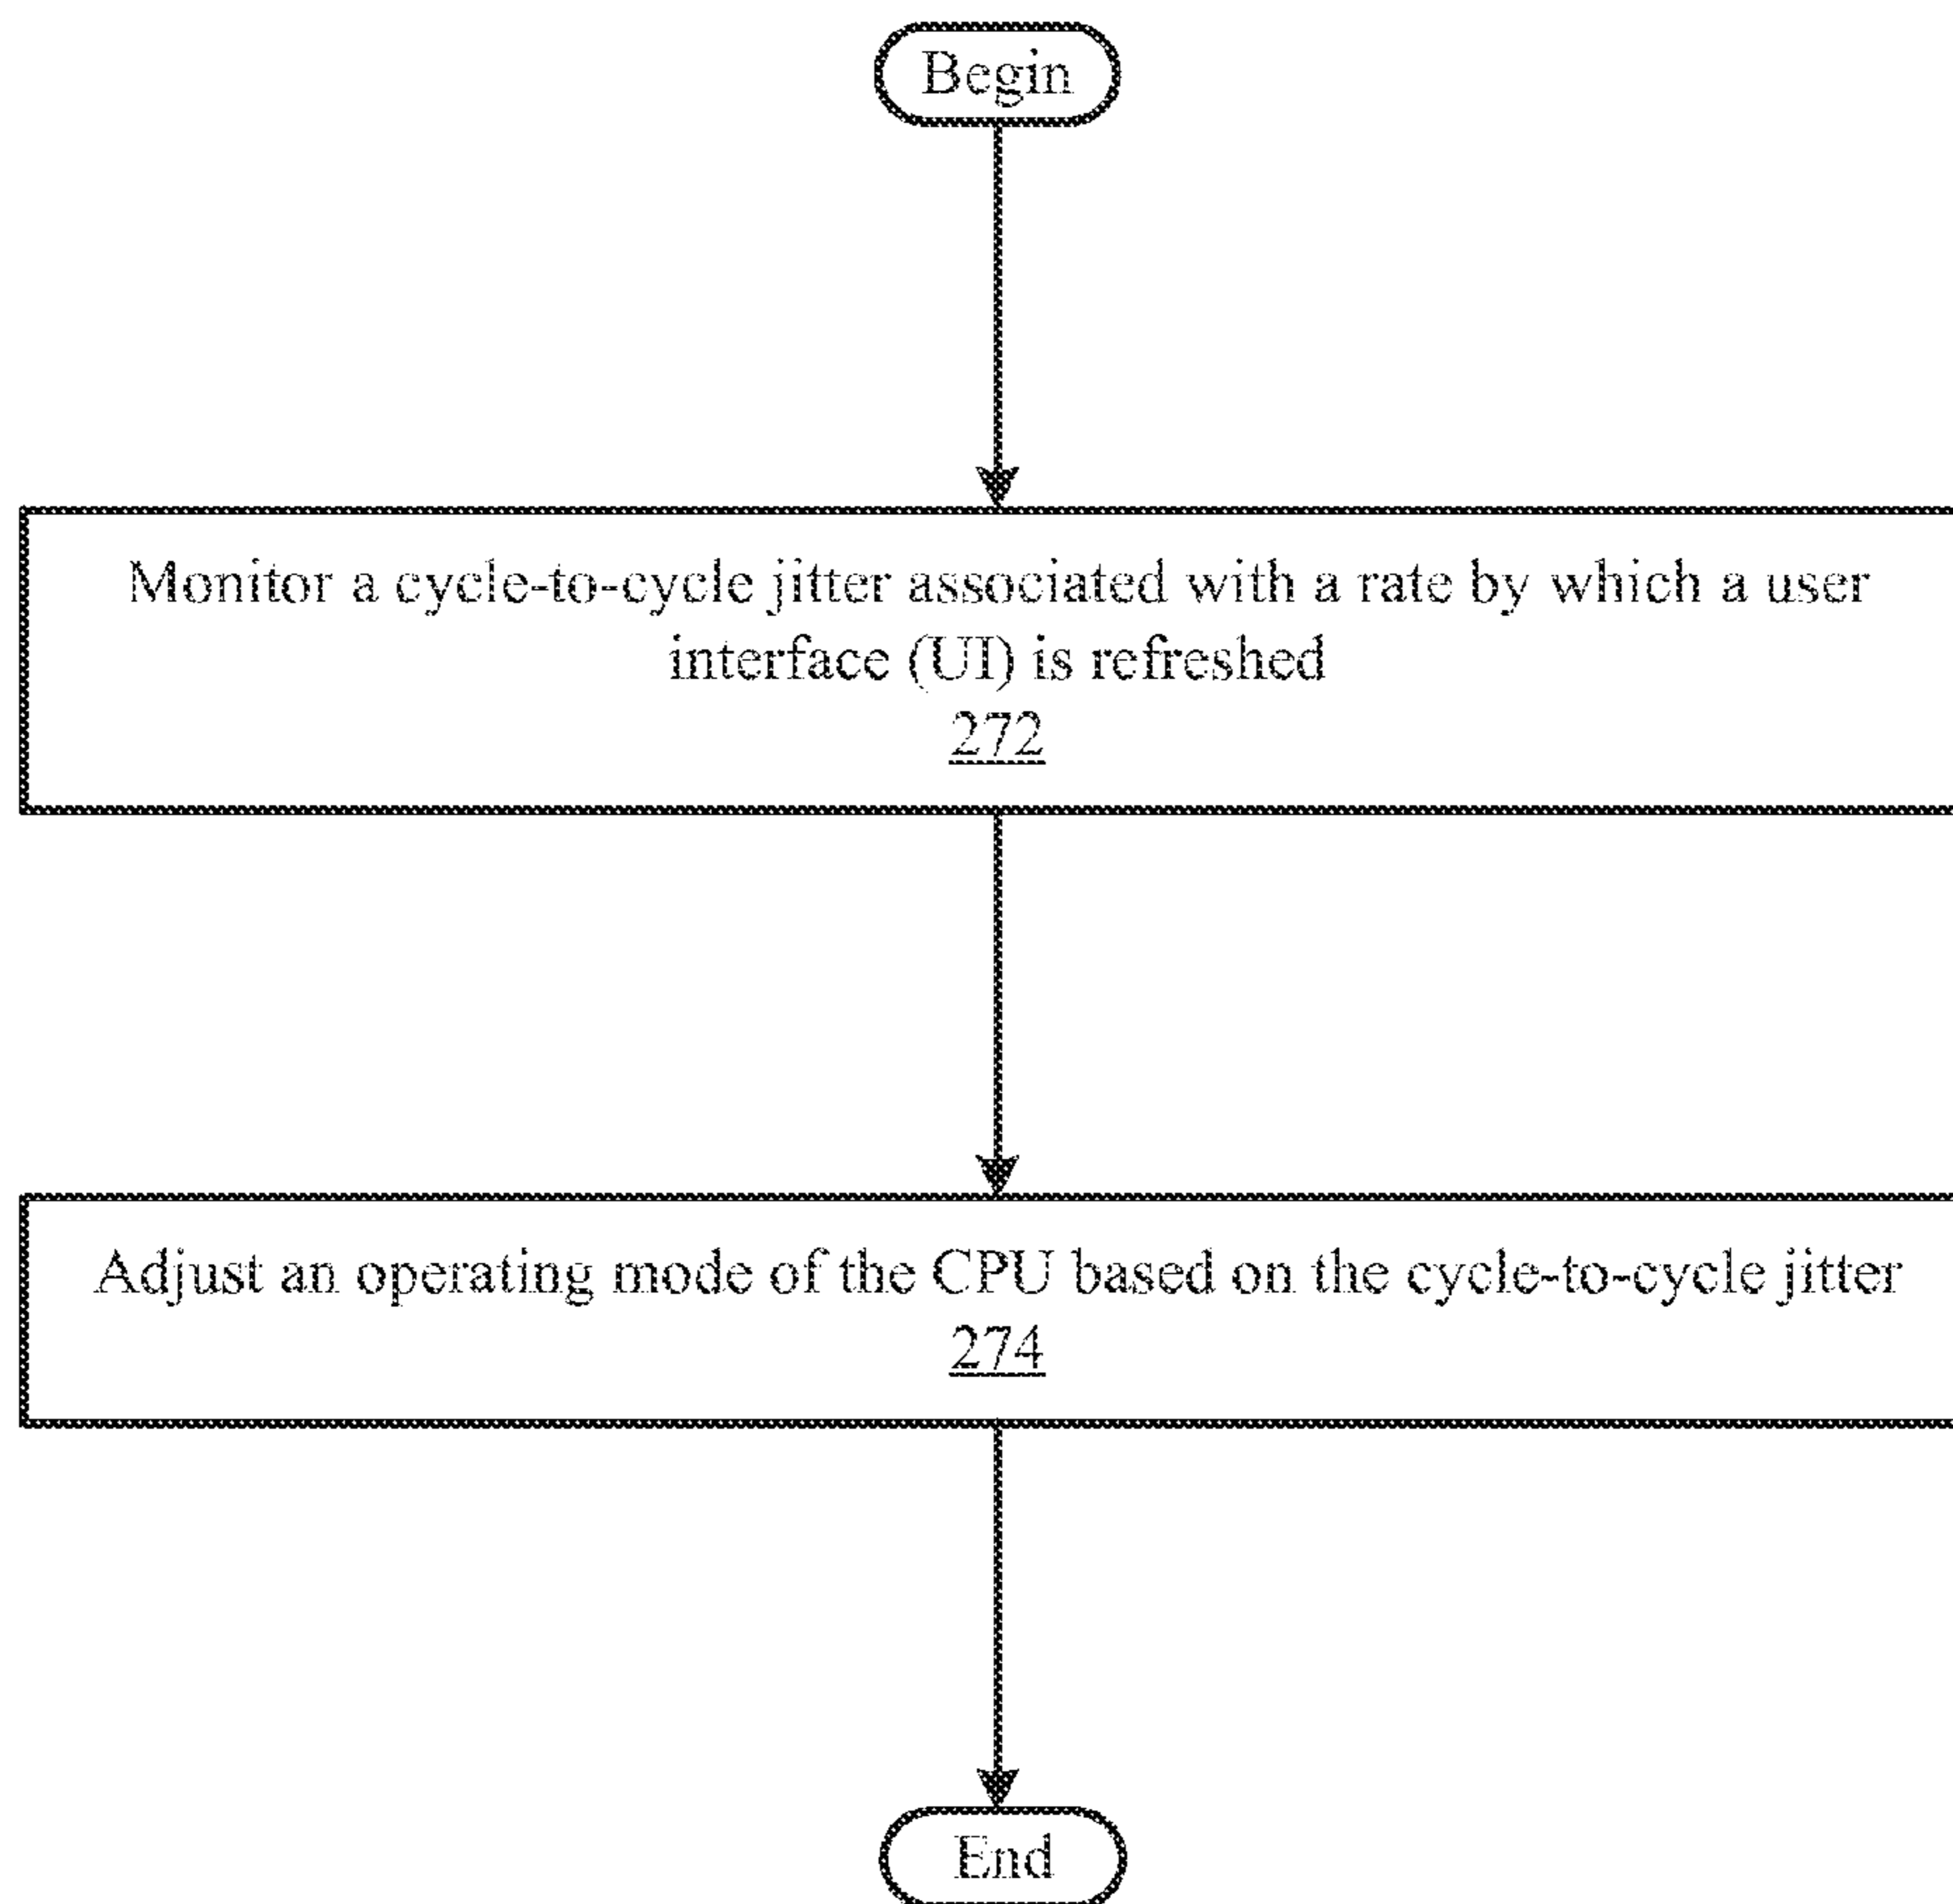 Begin
Monitor a cycle-to-cycle jitter associated with a rate by which a user
interface (UI) is refreshed
272
Adjust an operating mode of the CPU based on the cycle-to-cycle jitter
274
End